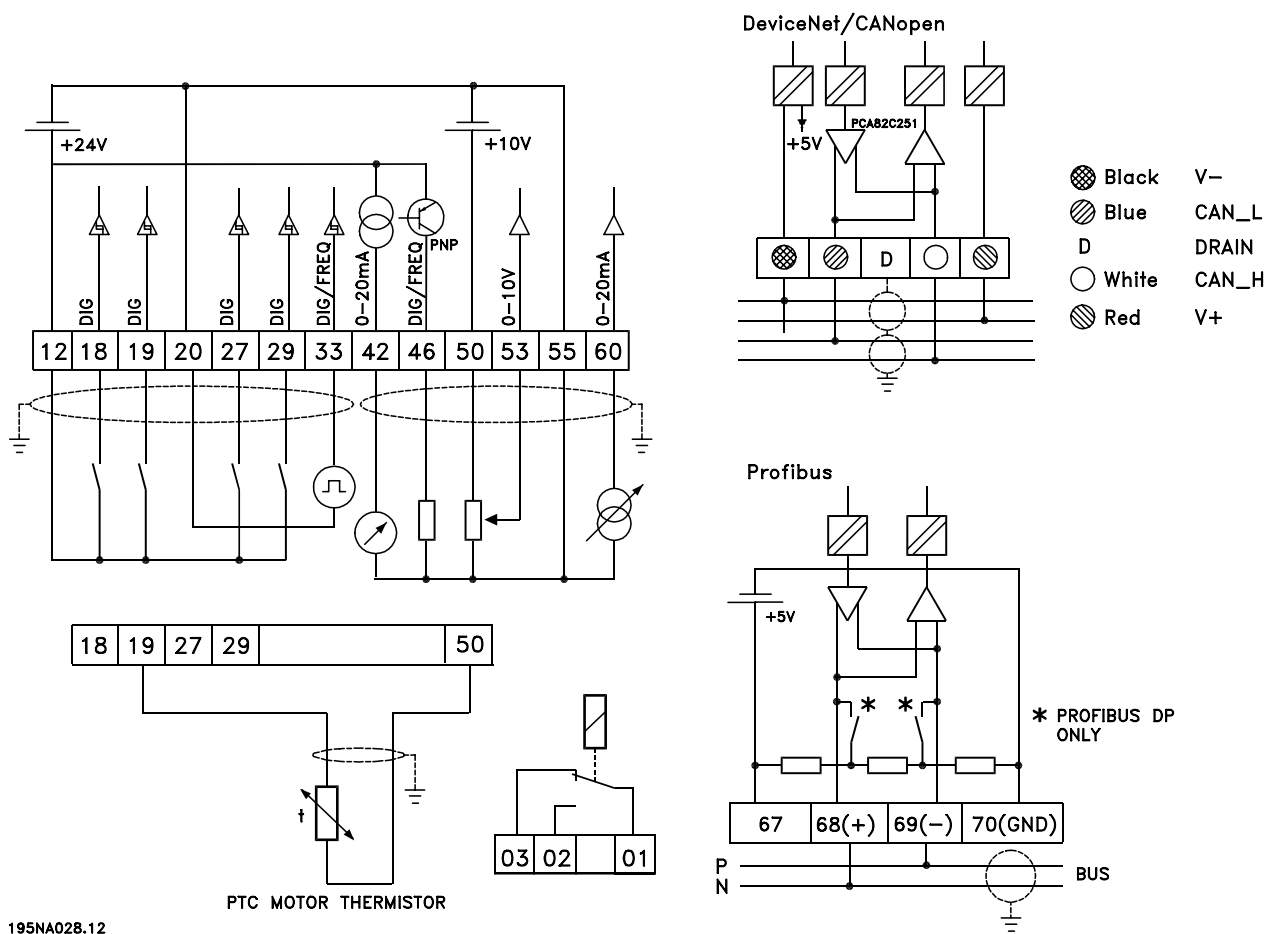 DeviceNet/CANopen
+24V
+10V
PNP
DIG
DIG
DIG
DIG
DIG/FREQ
0-20mA
DIG/FREQ
0-10V
0-20mA
12 18 19 20 27 29 33 42 46 50 53 55 60
PCA82C251
+5V
D
Black V-
Blue CAN_L
D DRAIN
White CAN_H
Red V+
Profibus
+5V
* *
* PROFIBUS DP
ONLY
67 68(+) 69(-) 70(GND)
P
N
BUS
18 19 27 29 50
t
PTC MOTOR THERMISTOR
03 02 01
195NA028.12